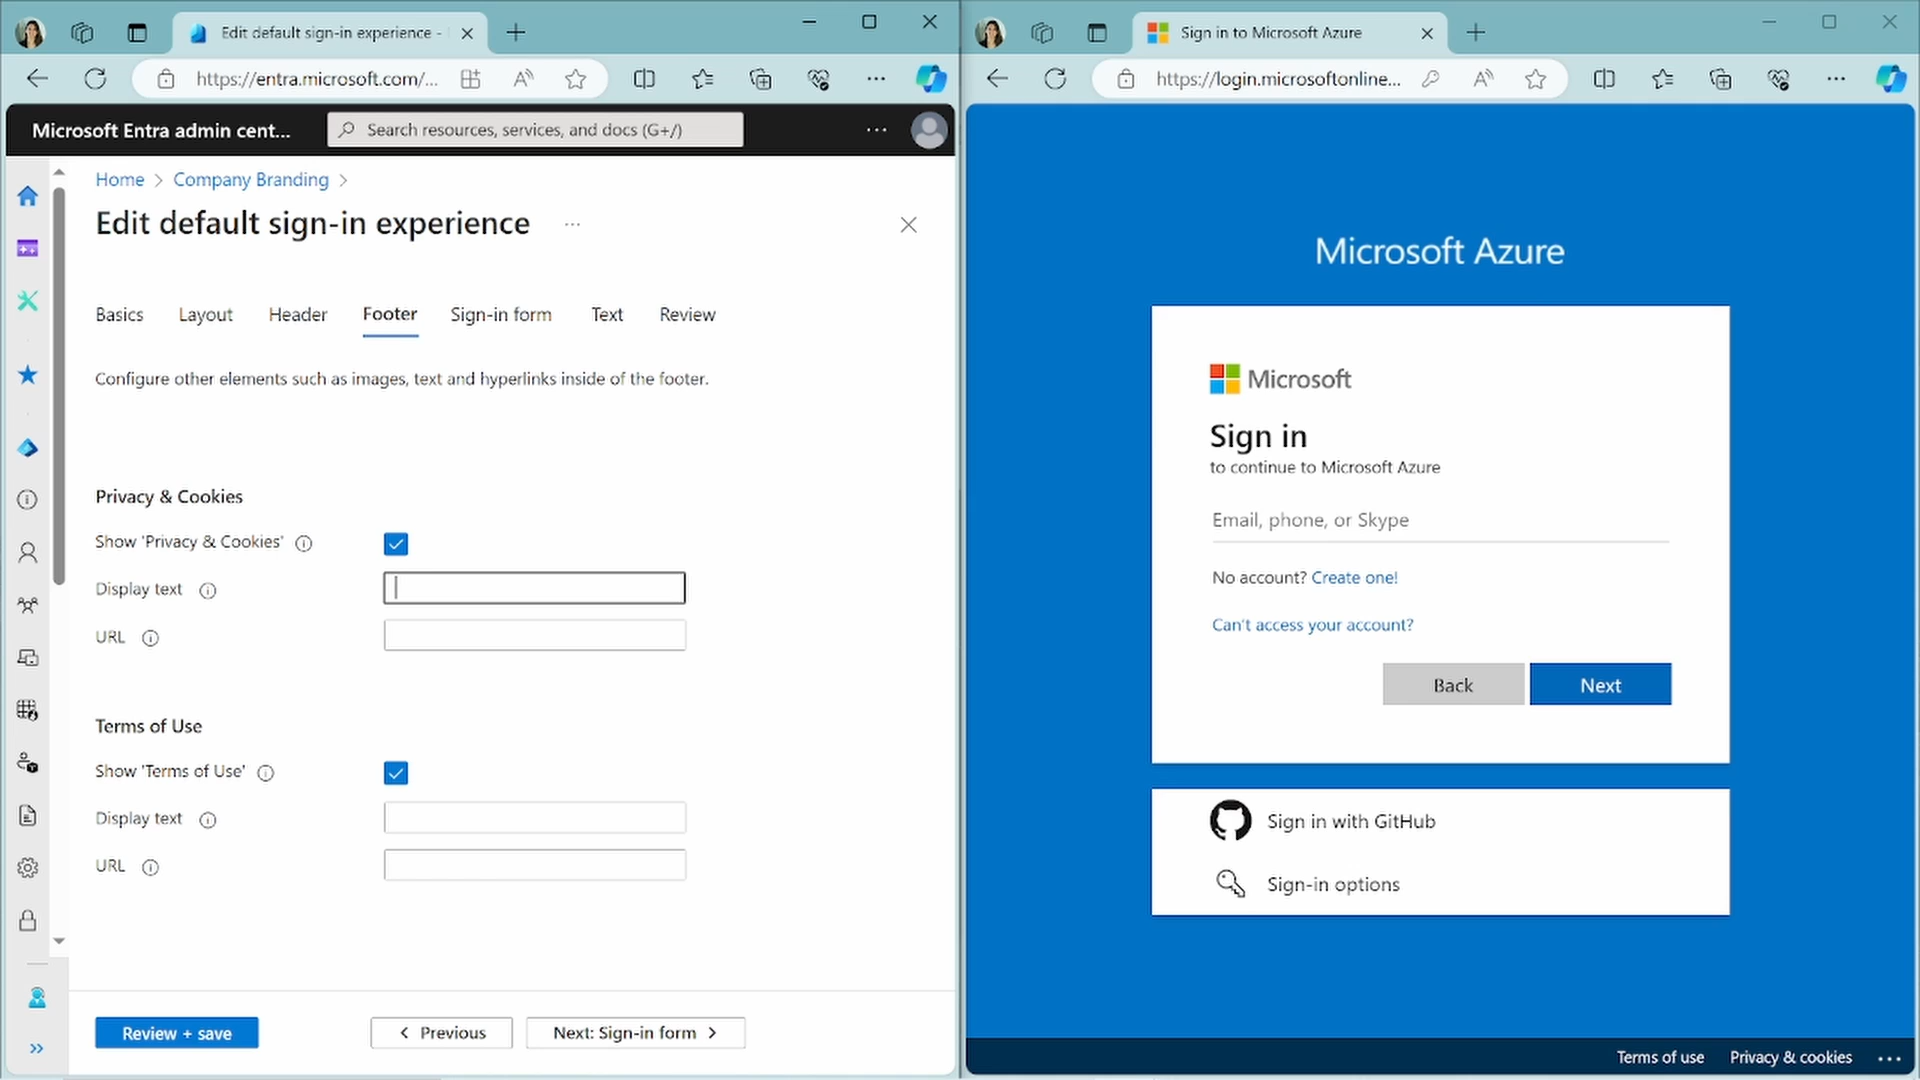 Edit default sign-in experience -
https://entra.microsoft.com/...
Microsoft Entra admin cent...
Search resources, services, and docs (G+/)
Home > Company Branding >
Edit default sign-in experience ...
Basics Layout Header Footer Sign-in form Text Review
Configure other elements such as images, text and hyperlinks inside of the footer.
Privacy & Cookies
Show 'Privacy & Cookies'
Display text
URL
Terms of Use
Show 'Terms of Use'
Display text
URL
Review + save
< Previous
Next: Sign-in form >
Sign in to Microsoft Azure
https://login.microsoftonline...
Microsoft Azure
Microsoft
Sign in
to continue to Microsoft Azure
Email, phone, or Skype
No account? Create one!
Can't access your account?
Back
Next
Sign in with GitHub
Sign-in options
Terms of use Privacy & cookies ...